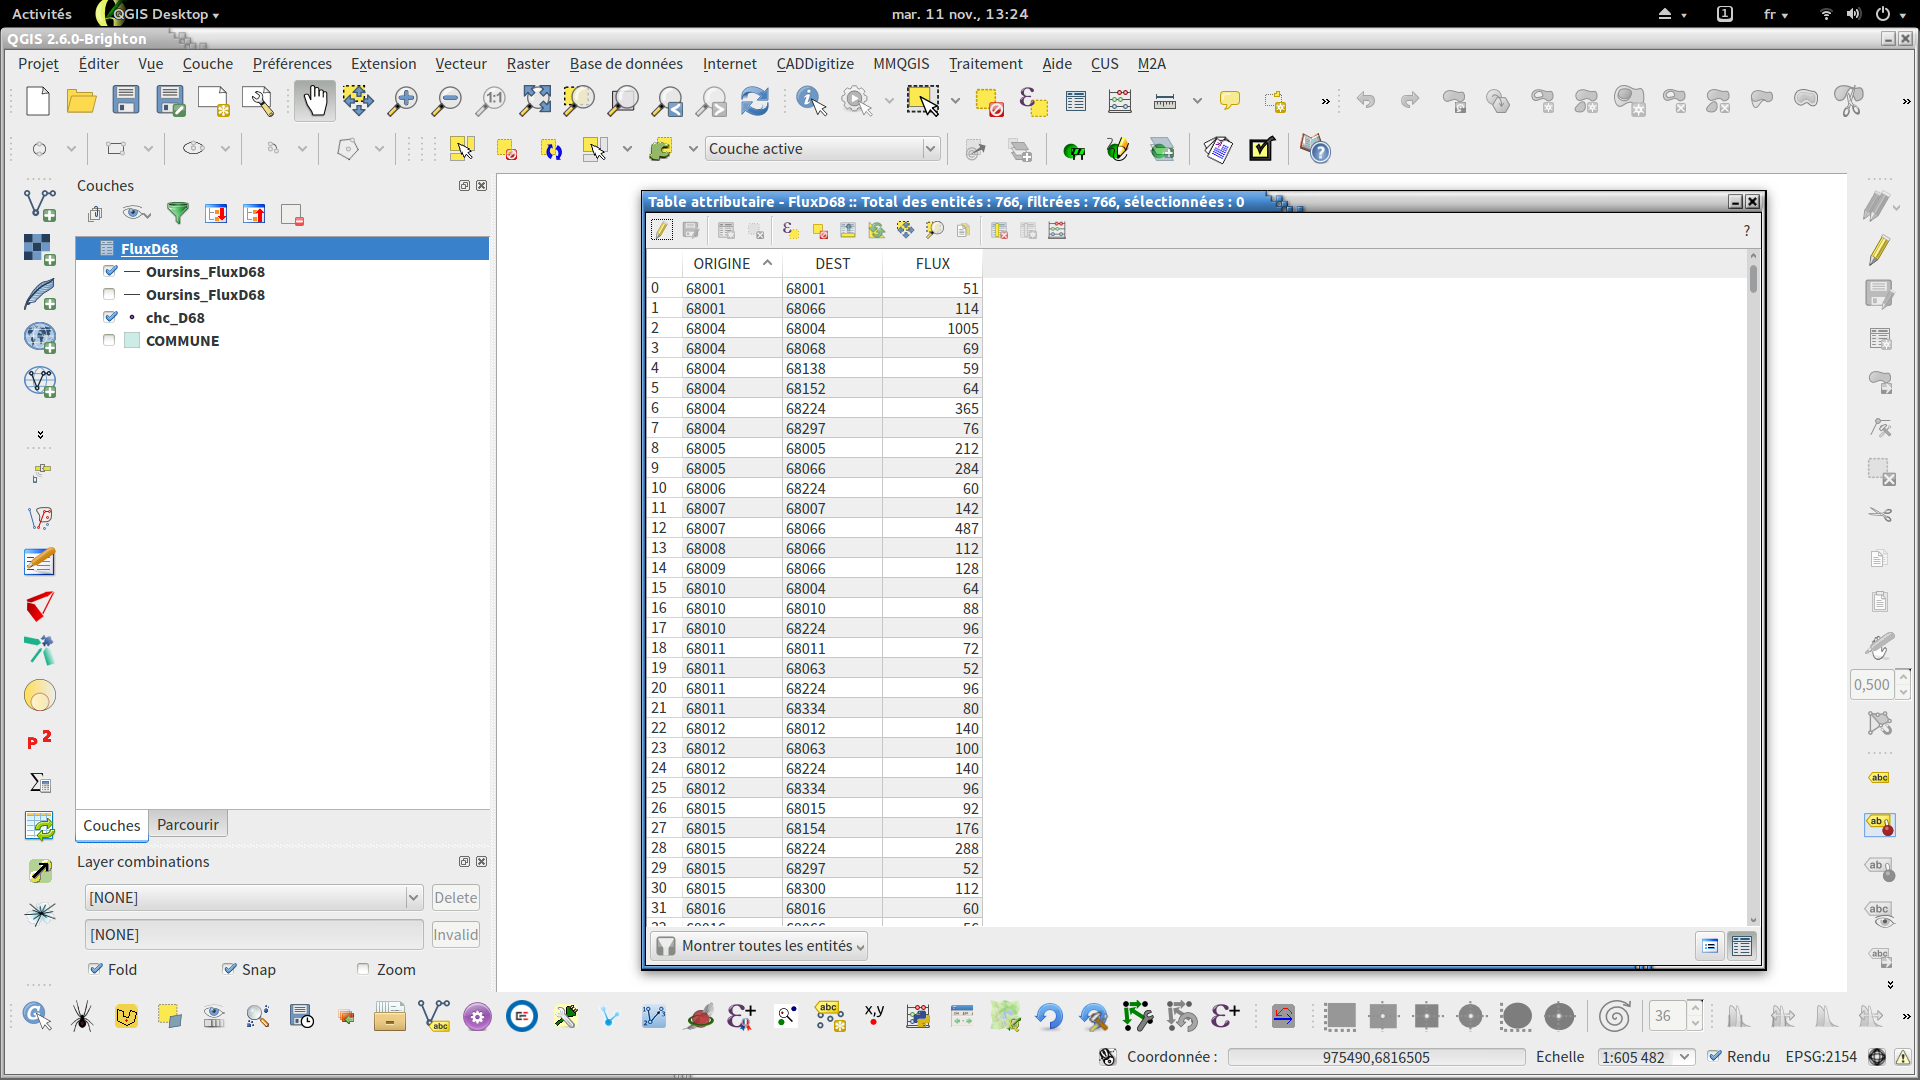 Activités
QGIS Desktop
mar. 11 nov., 13:24
1
fr
QGIS 2.6.0-Brighton
Projet Éditer Vue Couche Préférences Extension Vecteur Raster Base de données Internet CADDigitize MMQGIS Traitement Aide CUS M2A
Couche active
Couches
FluxD68
Oursins_FluxD68
Oursins_FluxD68
chc_D68
COMMUNE
Couches Parcourir
Layer combinations
[NONE] Delete
[NONE] Invalid
Fold Snap Zoom
Table attributaire - FluxD68 :: Total des entités : 766, filtrées : 766, sélectionnées : 0
?
ORIGINE DEST FLUX
0 68001 68001 51
1 68001 68066 114
2 68004 68004 1005
3 68004 68068 69
4 68004 68138 59
5 68004 68152 64
6 68004 68224 365
7 68004 68297 76
8 68005 68005 212
9 68005 68066 284
10 68006 68224 60
11 68007 68007 142
12 68007 68066 487
13 68008 68066 112
14 68009 68066 128
15 68010 68004 64
16 68010 68010 88
17 68010 68224 96
18 68011 68011 72
19 68011 68063 52
20 68011 68224 96
21 68011 68334 80
22 68012 68012 140
23 68012 68063 100
24 68012 68224 140
25 68012 68334 96
26 68015 68015 92
27 68015 68154 176
28 68015 68224 288
29 68015 68297 52
30 68015 68300 112
31 68016 68016 60
Montrer toutes les entités
0,500
36
Coordonnée : 975490,6816505 Echelle 1:605 482 Rendu EPSG:2154